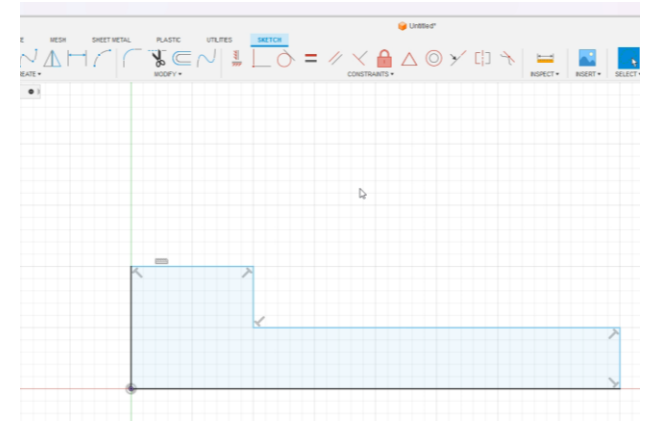 Untitled*
MESH SHEET METAL PLASTIC UTILITIES SKETCH
EATE MODIFY CONSTRAINTS INSPECT INSERT SELECT